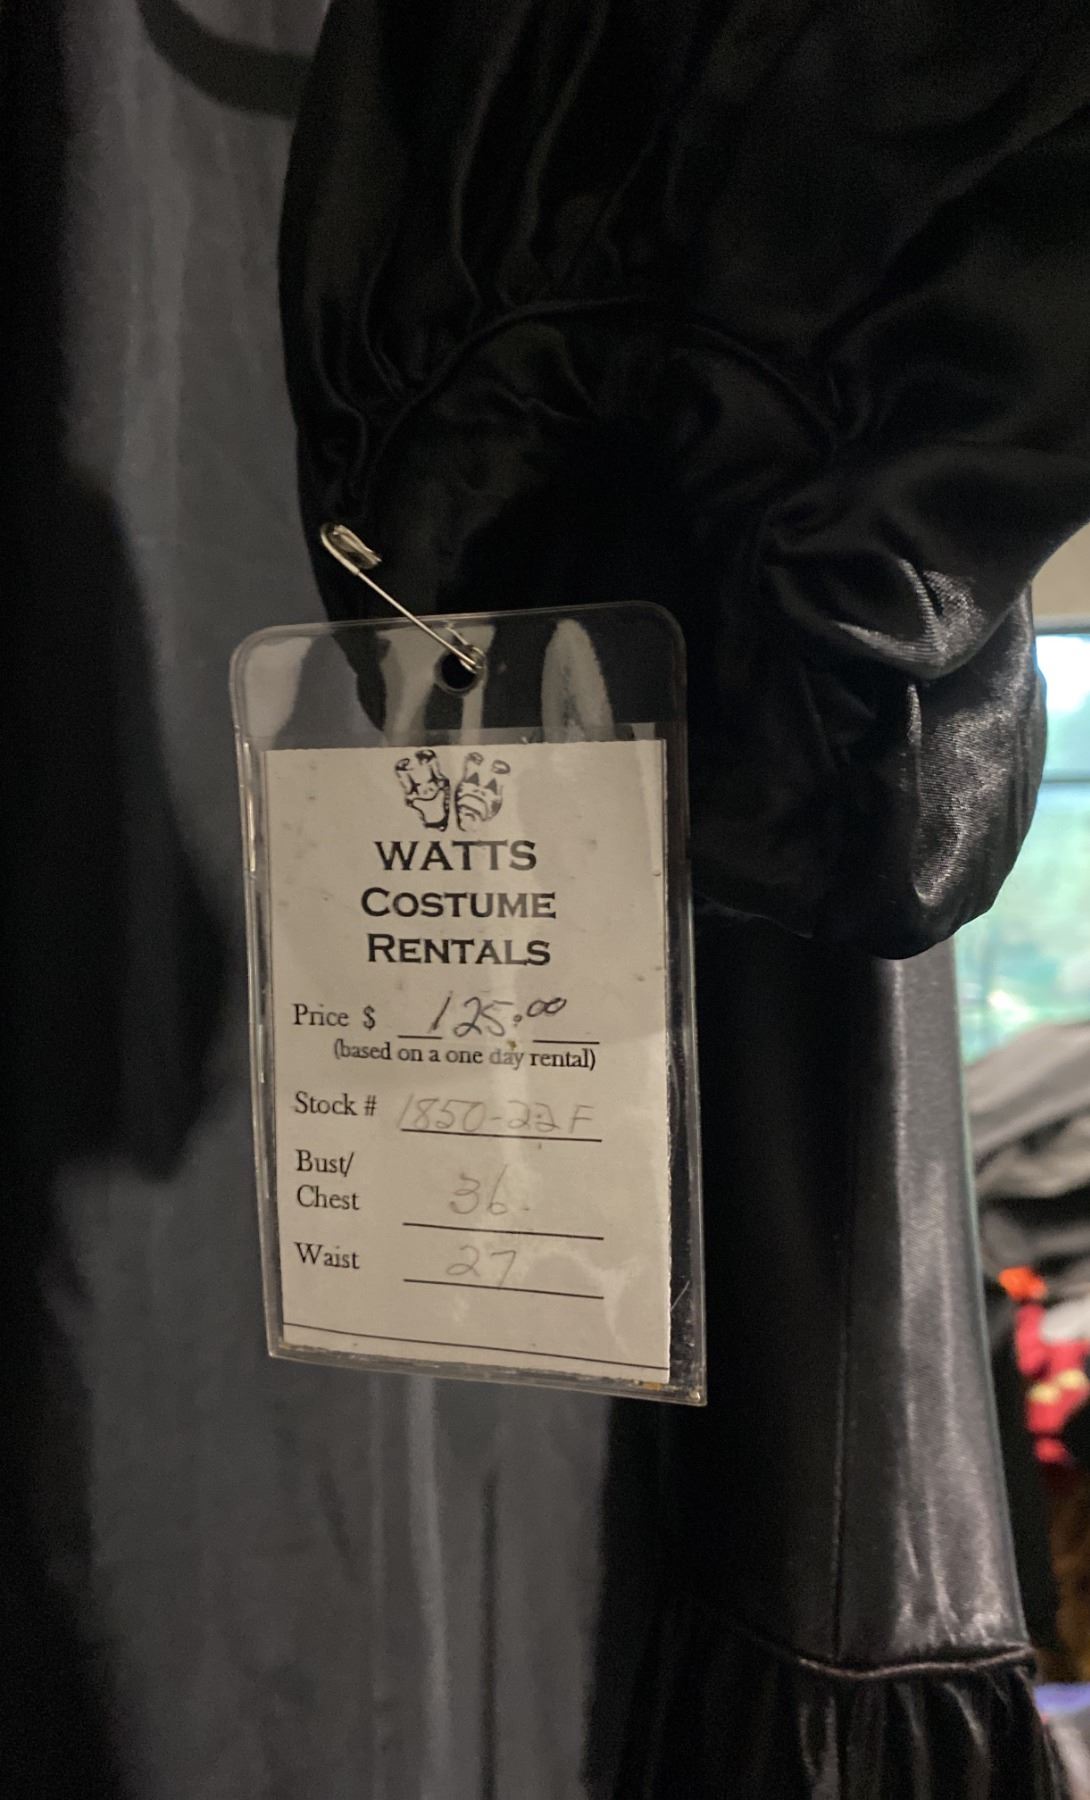 WATTS
COSTUME
RENTALS
Price $ 125.00
(based on a one day rental)
Stock # 1850-22F
Bust/
Chest 36
Waist 27